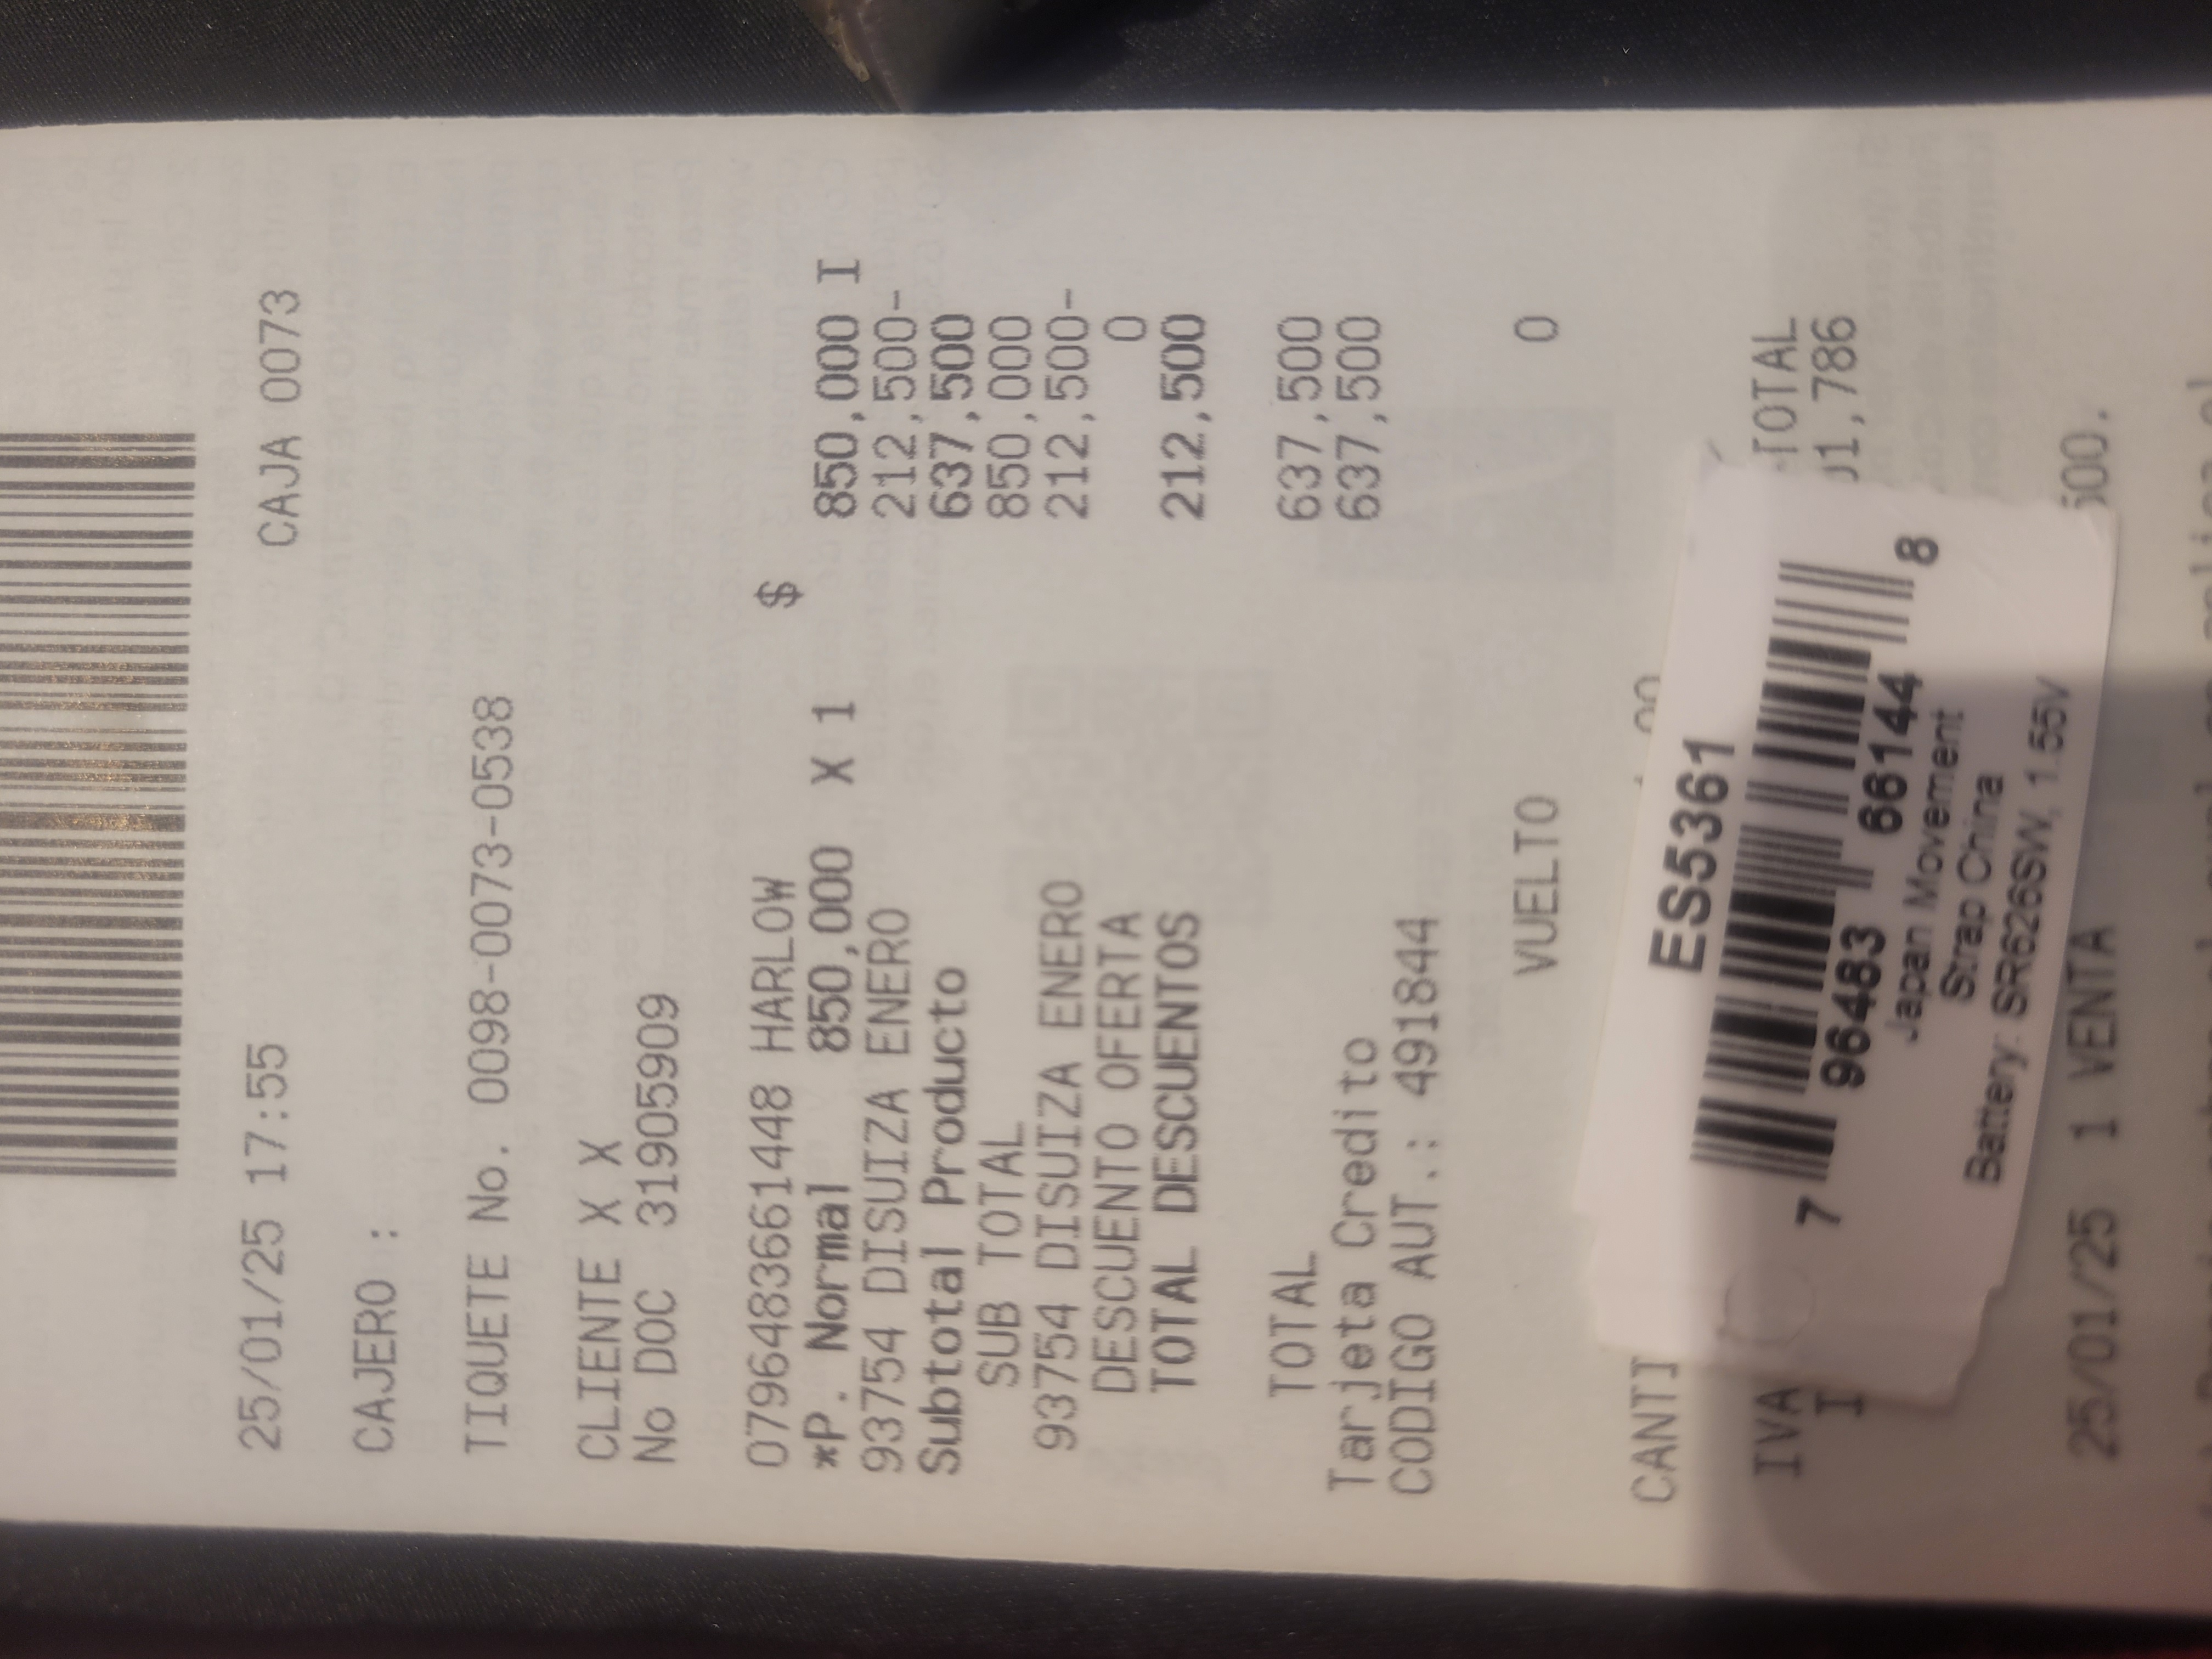 25/01/25 17:55 CAJA 0073
CAJERO :
TIQUETE No. 0098-0073-0538
CLIENTE X X
No DOC 31905909
$
0796483661448 HARLOW
*P. Normal 850,000 X 1 850,000 I
93754 DISUIZA ENERO 212,500-
Subtotal Producto 637,500
SUB TOTAL 850,000
93754 DISUIZA ENERO 212,500-
DESCUENTO OFERTA 0
TOTAL DESCUENTOS 212,500
TOTAL 637,500
Tarjeta Credito 637,500
CODIGO AUT.: 491844
VUELTO 0
CANTI
IVA TOTAL
I 1,786
ES5361
7 96483 66144 8
Japan Movement
Strap China
Battery: SR626SW, 1.55V
25/01/25 1 VENTA 500.